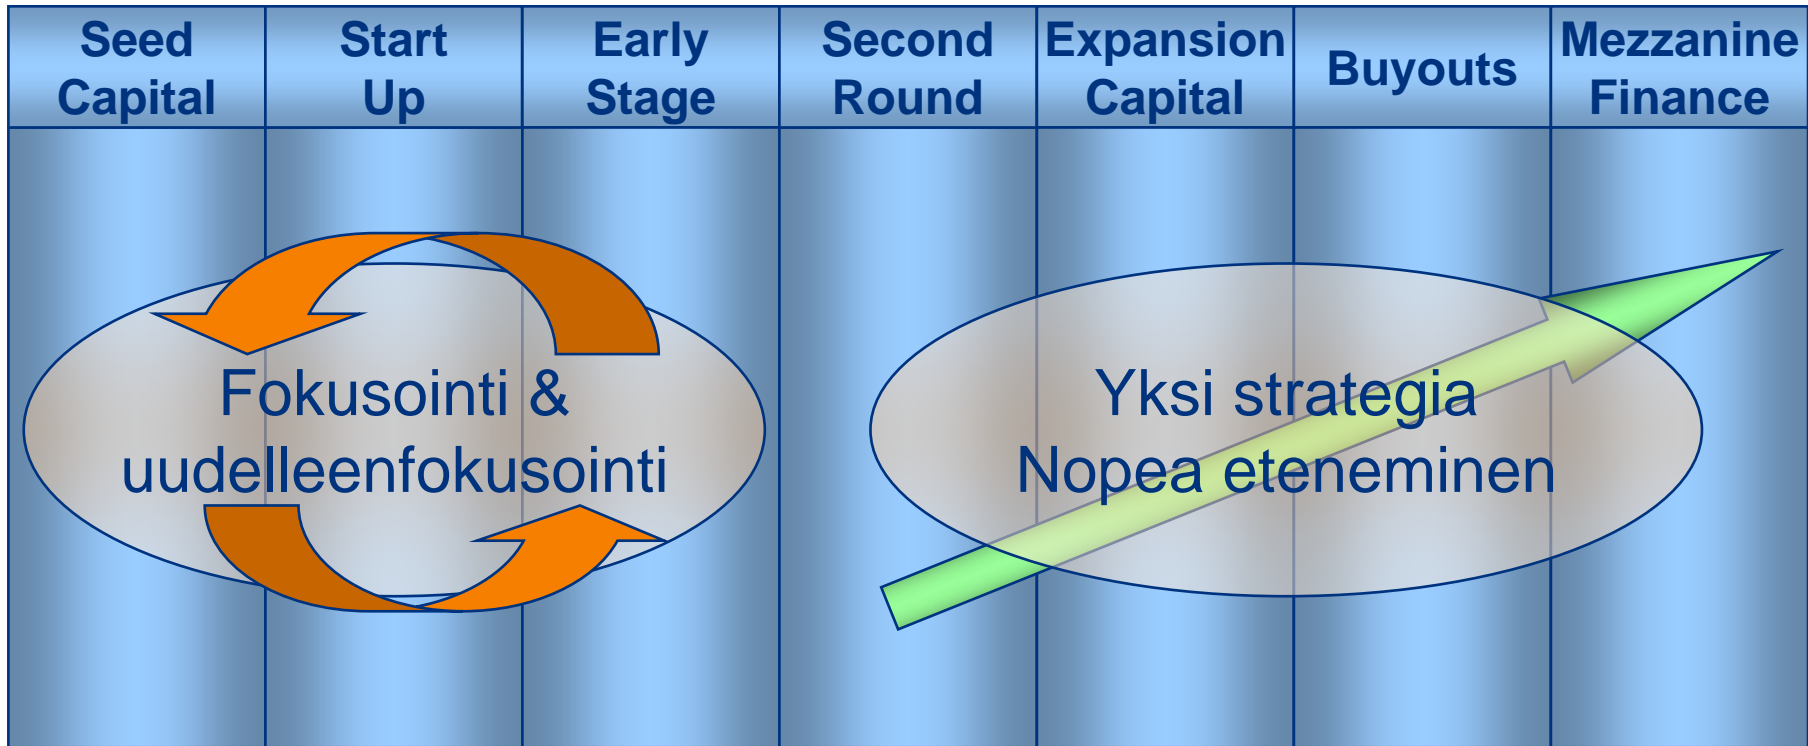 Seed
Capital
Start
Up
Early
Stage
Second
Round
Expansion
Capital
Buyouts
Mezzanine
Finance
Fokusointi &
uudelleenfokusointi
Yksi strategia
Nopea eteneminen